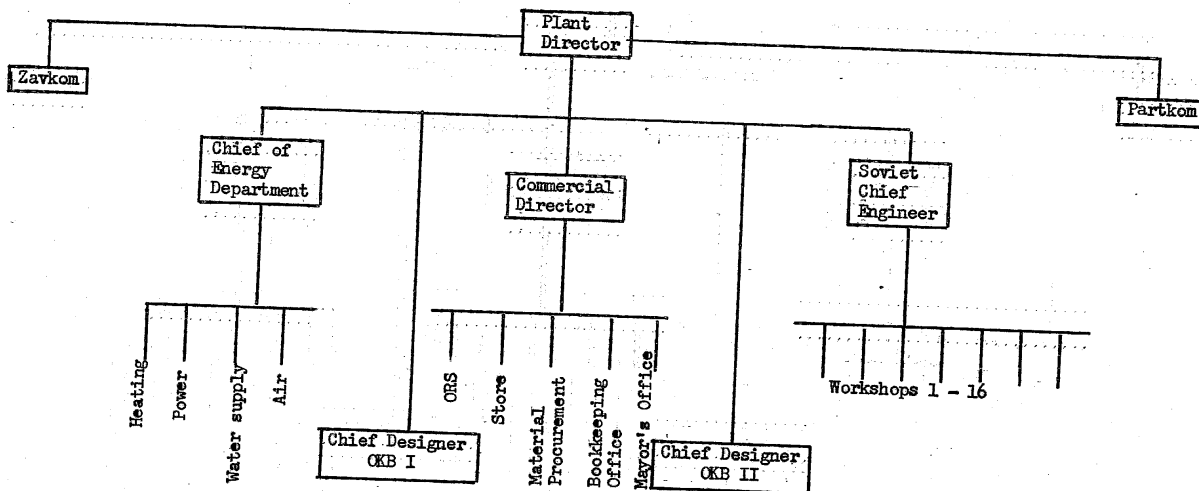 Plant
Director
Zavkom
Partkom
Chief of
Energy
Department
Commercial
Director
Soviet
Chief
Engineer
Heating
Power
Water supply
Air
ORS
Store
Material
Procurement
Bookkeeping
Office
Mayor's Office
Workshops 1 - 16
Chief Designer
OKB I
Chief Designer
OKB II